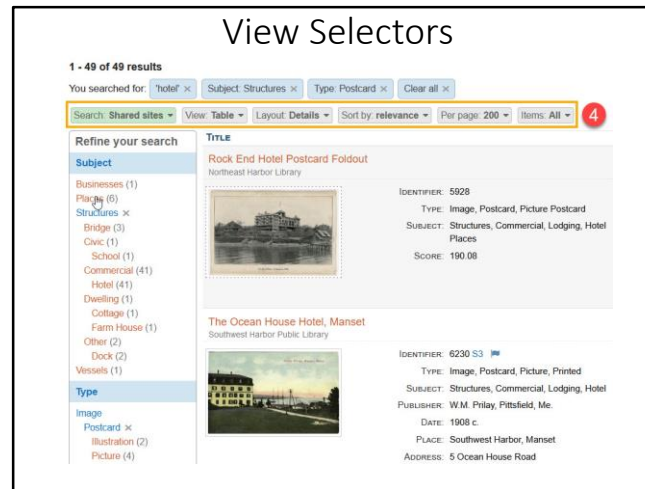 View Selectors
1 - 49 of 49 results
You searched for: 'hotel' × Subject: Structures × Type: Postcard × Clear all ×
Search: Shared sites View: Table Layout: Details Sort by: relevance Per page: 200 Items: All 4
Refine your search
Subject
Businesses (1)
Places (6)
Structures ×
Bridge (3)
Civic (1)
School (1)
Commercial (41)
Hotel (41)
Dwelling (1)
Cottage (1)
Farm House (1)
Other (2)
Dock (2)
Vessels (1)
Type
Image
Postcard ×
Illustration (2)
Picture (4)
TITLE
Rock End Hotel Postcard Foldout
Northeast Harbor Library
IDENTIFIER: 5928
TYPE: Image, Postcard, Picture Postcard
SUBJECT: Structures, Commercial, Lodging, Hotel
Places
SCORE: 190.08
The Ocean House Hotel, Manset
Southwest Harbor Public Library
IDENTIFIER: 6230 S3
TYPE: Image, Postcard, Picture, Printed
SUBJECT: Structures, Commercial, Lodging, Hotel
PUBLISHER: W.M. Prilay, Pittsfield, Me.
DATE: 1908 c.
PLACE: Southwest Harbor, Manset
ADDRESS: 5 Ocean House Road